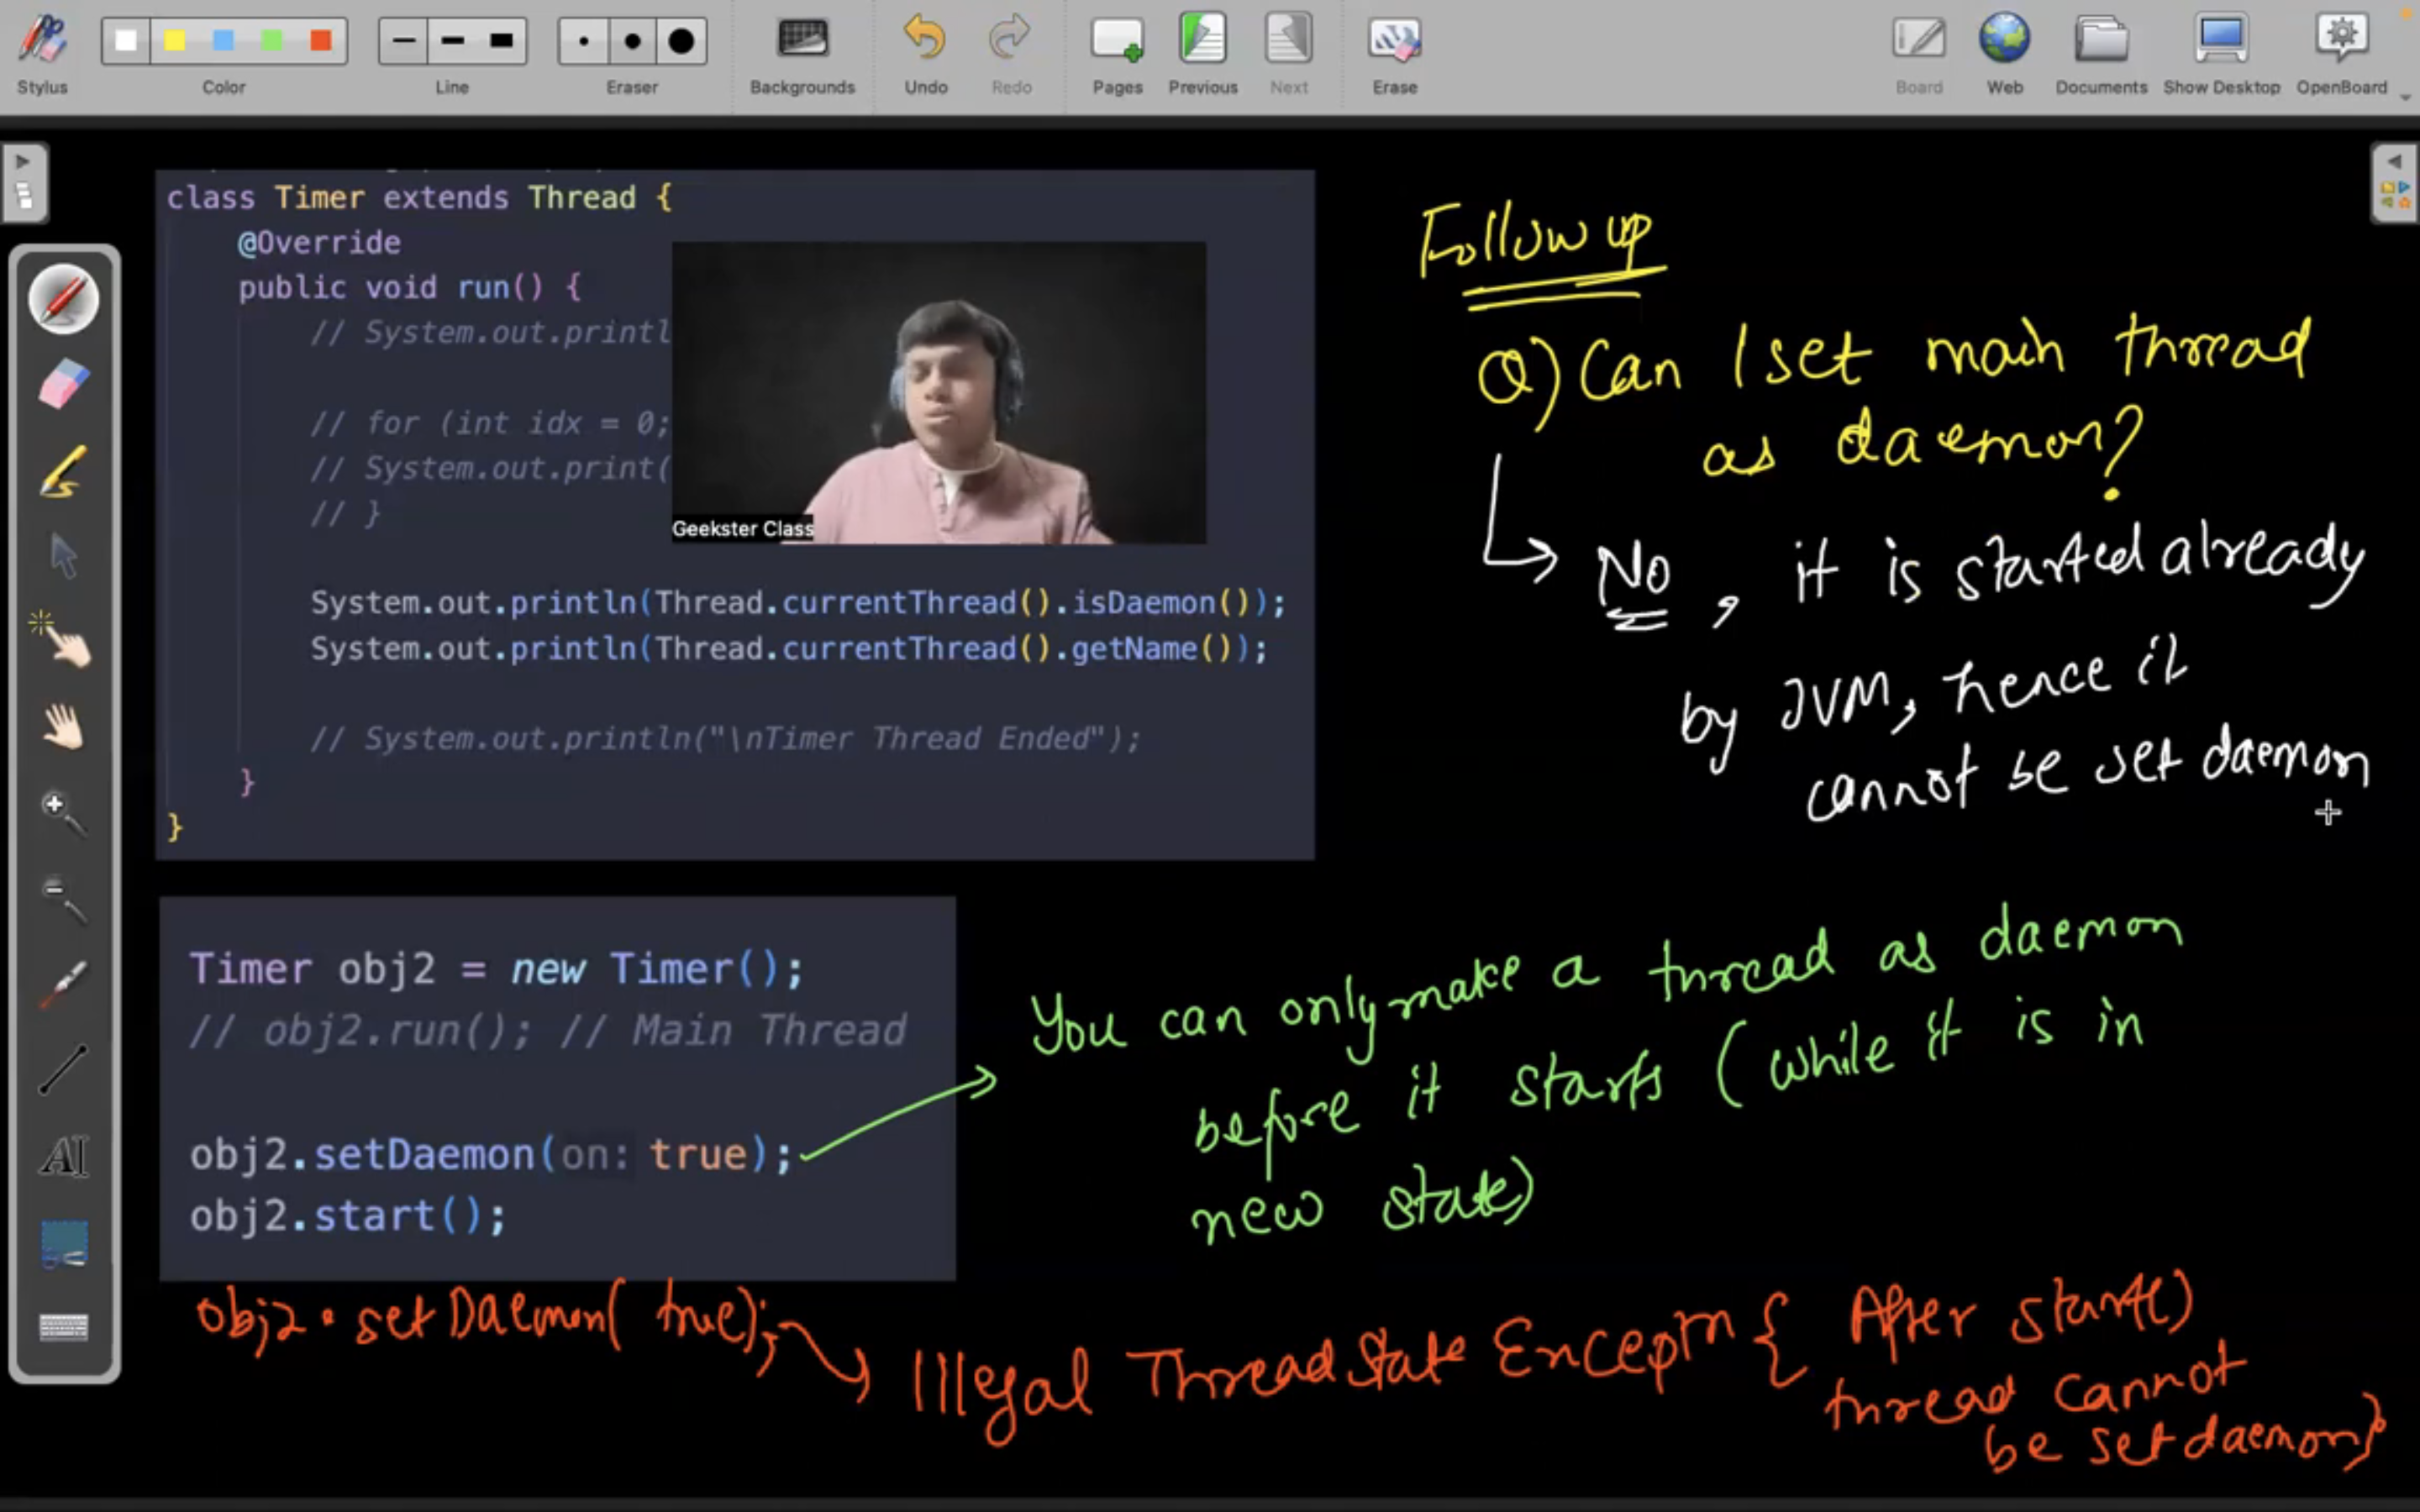 Stylus
Color
Line
Eraser
Backgrounds
Undo
Redo
Pages
Previous
Next
Erase
Board
Web
Documents
Show Desktop
OpenBoard
class Timer extends Thread {
@Override
public void run() {
// System.out.printl
// for (int idx = 0;
// System.out.print(
// }
Geekster Class
System.out.println(Thread.currentThread().isDaemon());
System.out.println(Thread.currentThread().getName());
// System.out.println("\nTimer Thread Ended");
}
}
Follow up
Q) Can I set main thread
as daemon?
No, it is started already
by JVM, hence it
cannot be set daemon
Timer obj2 = new Timer();
// obj2.run(); // Main Thread
obj2.setDaemon(on: true);
obj2.start();
You can only make a thread as daemon
before it starts (while it is in
new state)
obj2.setDaemon(true);
Illegal ThreadState Exceptn { After start()
thread cannot
be set daemon}
AI